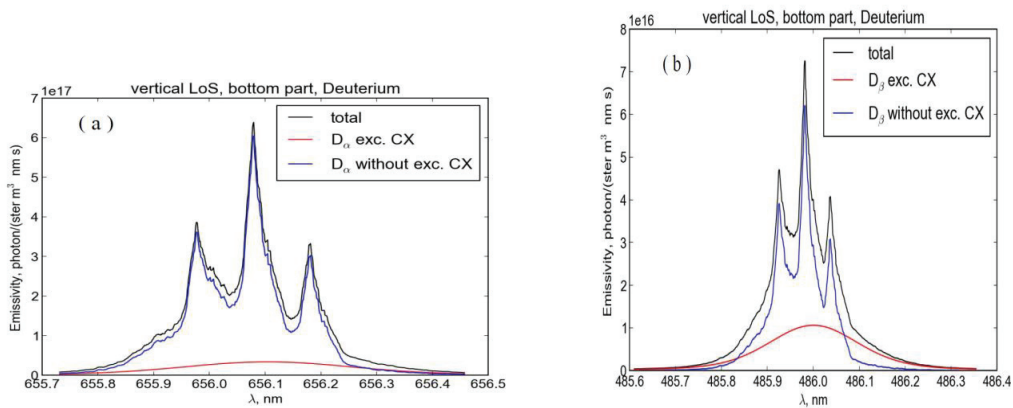 vertical LoS, bottom part, Deuterium
1e17
( a )
total
Dα exc. CX
Dα without exc. CX
Emissivity, photon/(ster m³ nm s)
7
6
5
4
3
2
1
0
655.7 655.8 655.9 656.0 656.1 656.2 656.3 656.4 656.5
λ, nm
vertical LoS, bottom part, Deuterium
1e16
( b )
total
Dβ exc. CX
Dβ without exc. CX
Emissivity, photon/(ster m³ nm s)
8
7
6
5
4
3
2
1
0
485.6 485.7 485.8 485.9 486.0 486.1 486.2 486.3 486.4
λ, nm